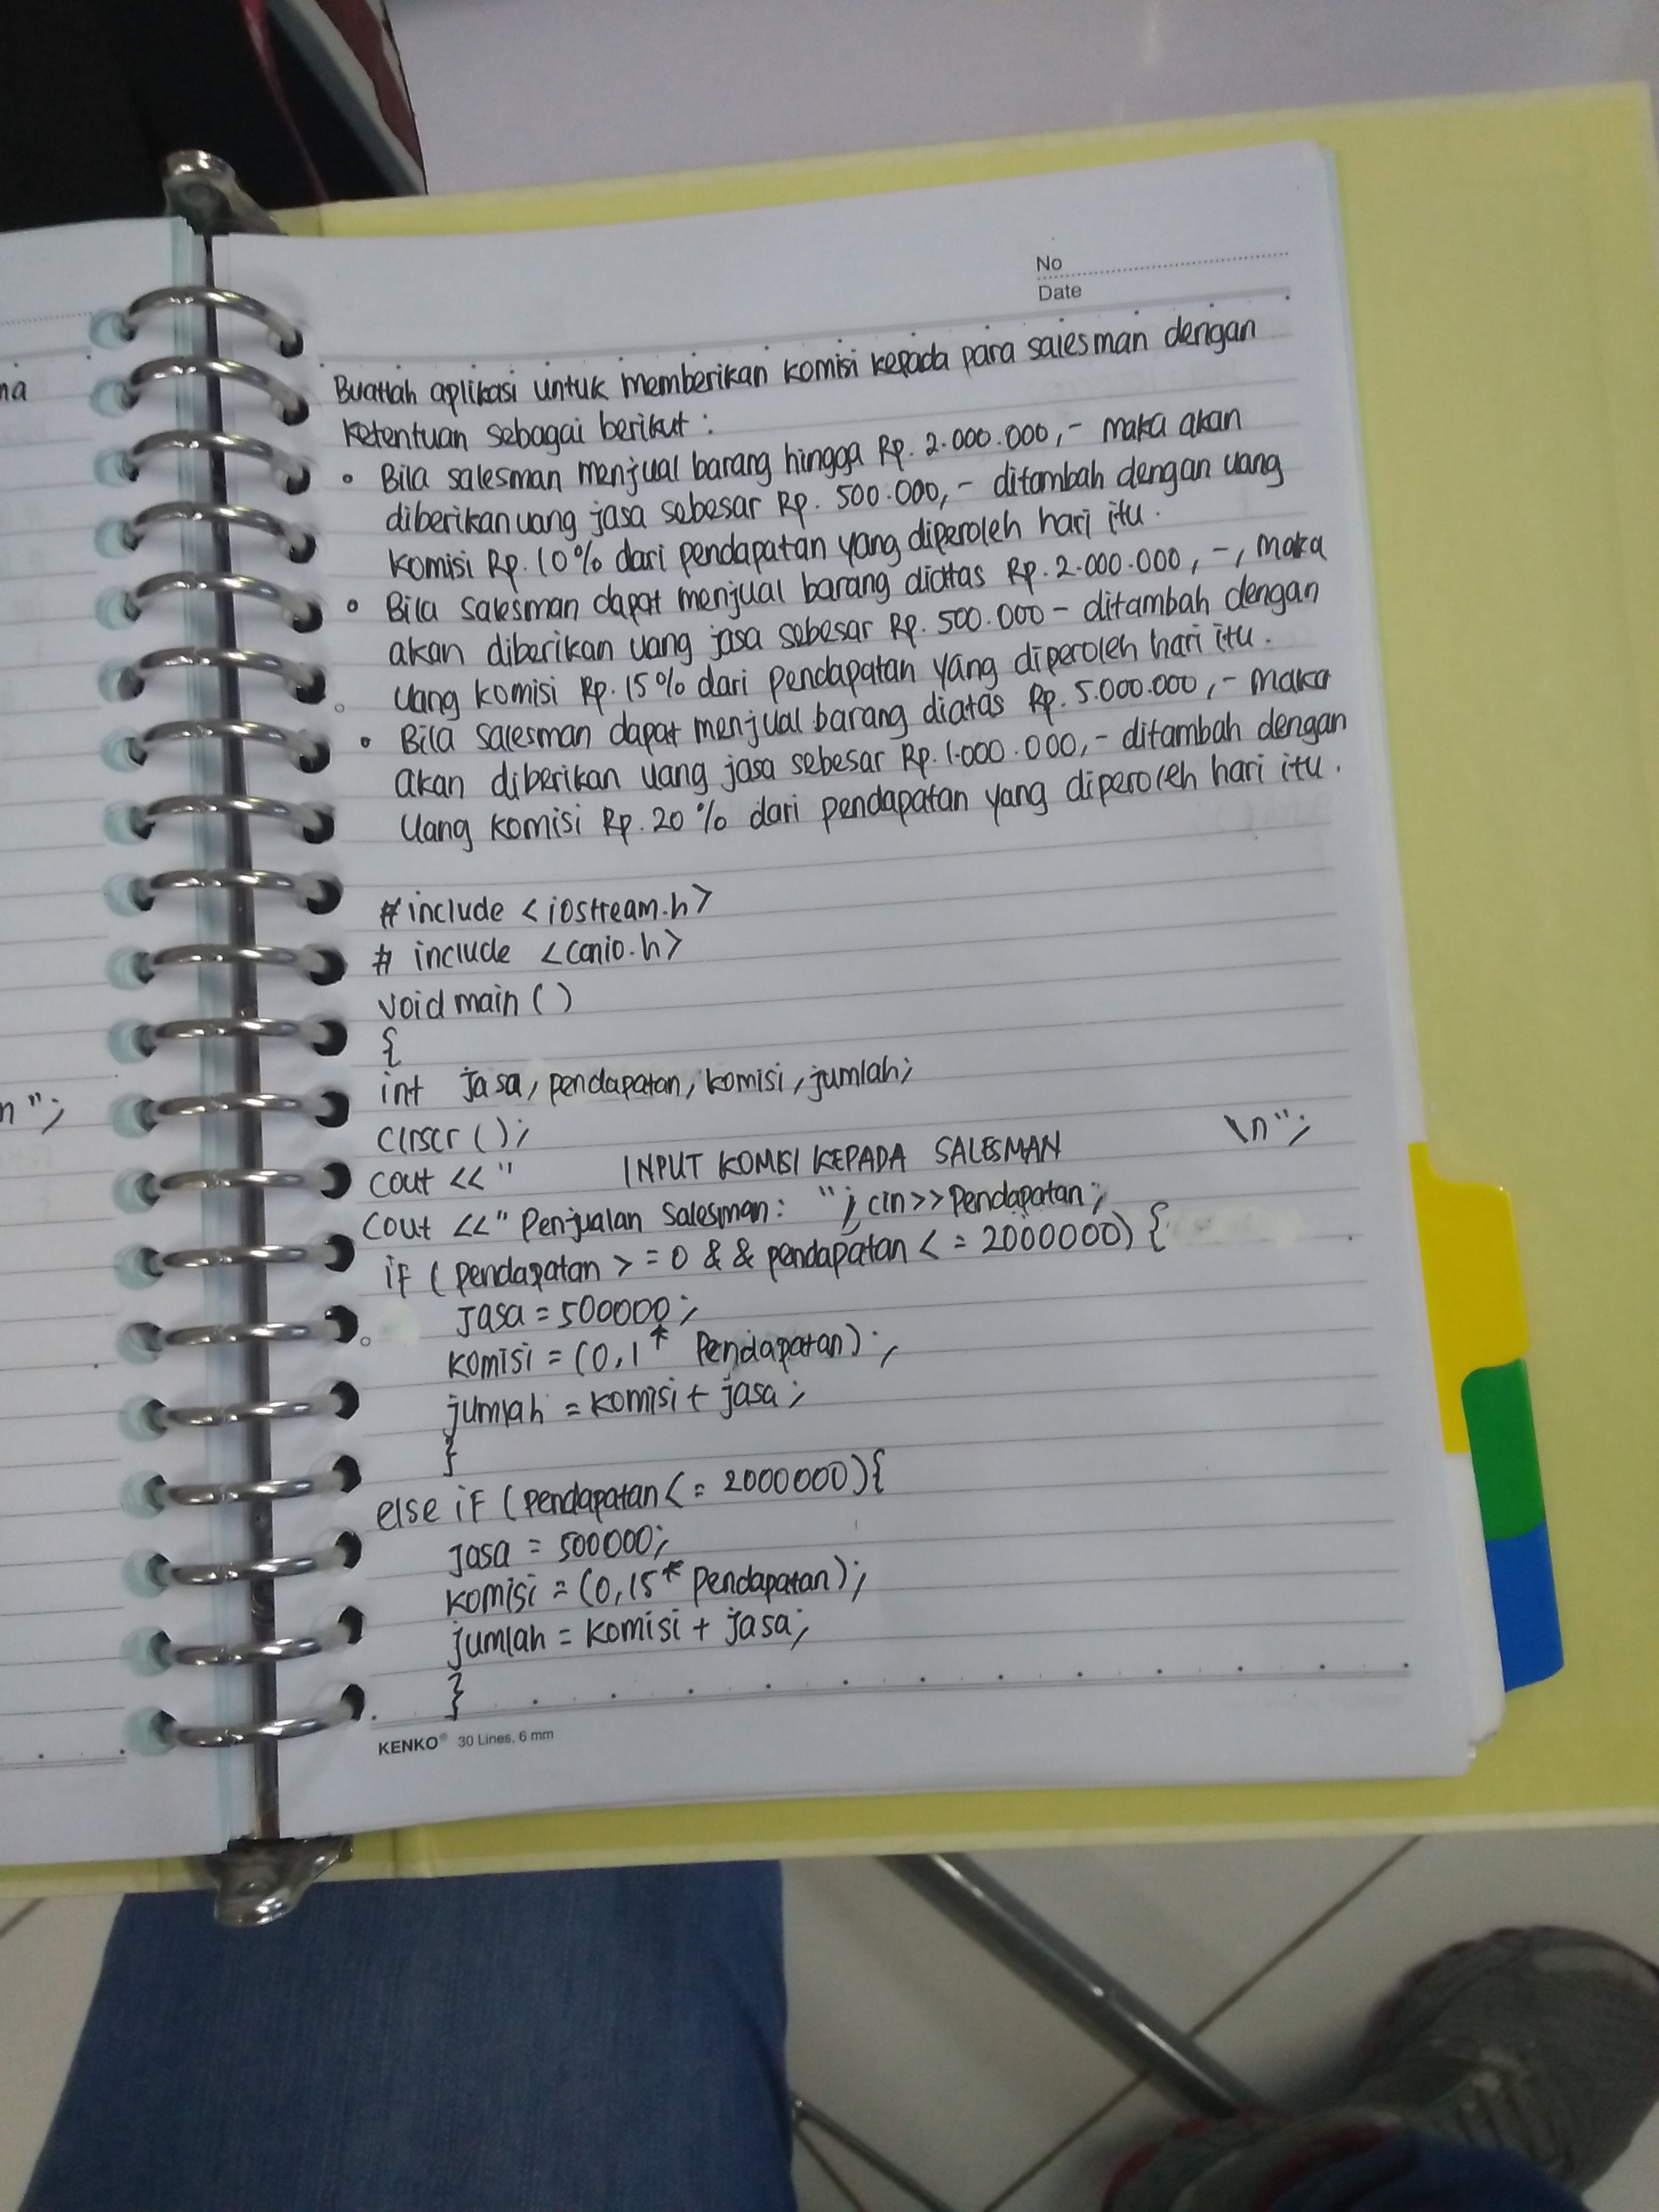 na
n";
No
Date
Buatlah aplikasi untuk memberikan komisi kepada para salesman dengan
ketentuan sebagai berikut :
• Bila salesman menjual barang hingga Rp. 2.000.000,- maka akan
diberikan uang jasa sebesar Rp. 500.000,- ditambah dengan uang
komisi Rp. 10% dari pendapatan yang diperoleh hari itu.
• Bila salesman dapat menjual barang diattas Rp. 2.000.000,-, maka
akan diberikan uang jasa sebesar Rp. 500.000 - ditambah dengan
uang komisi Rp. 15% dari pendapatan yang diperoleh hari itu.
• Bila salesman dapat menjual barang diatas Rp. 5.000.000,- maka
akan diberikan uang jasa sebesar Rp. 1.000.000,- ditambah dengan
uang komisi Rp. 20% dari pendapatan yang diperoleh hari itu.
# include <iostream.h>
# include <conio.h>
void main ()
{
int jasa, pendapatan, komisi, jumlah;
clrscr ();
cout << " INPUT KOMISI KEPADA SALESMAN \n";
cout << " Penjualan Salesman : "; cin >> Pendapatan;
if ( pendapatan > = 0 & & pendapatan < = 2000000) {
Jasa = 500000;
komisi = (0,1 * Pendapatan);
jumlah = komisi + jasa;
}
else if (pendapatan < = 2000000){
Jasa = 500000;
komisi = (0,15 * Pendapatan);
jumlah = komisi + jasa;
}
KENKO® 30 Lines, 6 mm